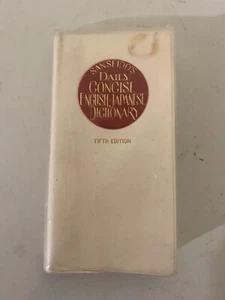 SANSEIDO'S
DAILY
CONCISE
ENGLISH-JAPANESE
DICTIONARY
FIFTH EDITION